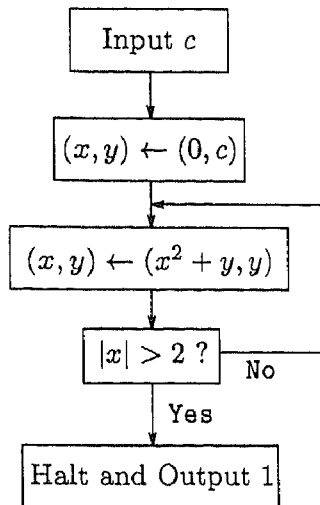 Input c
(x, y) ← (0, c)
(x, y) ← (x² + y, y)
|x| > 2 ?
No
Yes
Halt and Output 1